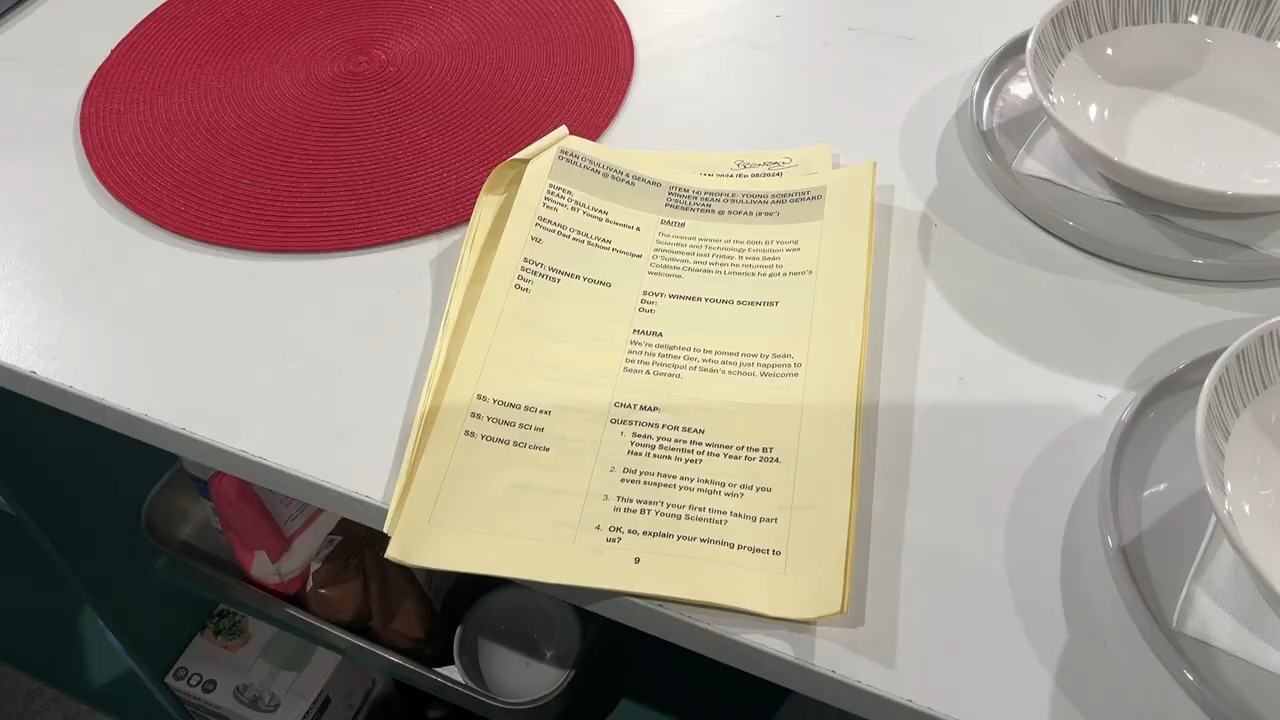 BRENDAN
JAN 2024 (Ep 08/2024)
SEÁN O'SULLIVAN & GERARD
O'SULLIVAN @ SOFAS
(ITEM 14) PROFILE: YOUNG SCIENTIST
WINNER SEAN O'SULLIVAN AND GERARD
O'SULLIVAN
PRESENTERS @ SOFAS (8'00")
SUPER:
SEÁN O'SULLIVAN
Winner, BT Young Scientist &
Tech
GERARD O'SULLIVAN
Proud Dad and School Principal
VIZ:
SOVT: WINNER YOUNG
SCIENTIST
Dur:
Out:
SS: YOUNG SCI ext
SS: YOUNG SCI int
SS: YOUNG SCI circle
DÁITHÍ
The overall winner of the 60th BT Young
Scientist and Technology Exhibition was
announced last Friday. It was Seán
O'Sullivan, and when he returned to
Coláiste Chiaráin in Limerick he got a hero's
welcome.
SOVT: WINNER YOUNG SCIENTIST
Dur:
Out:
MAURA
We're delighted to be joined now by Seán,
and his father Ger, who also just happens to
be the Principal of Seán's school. Welcome
Sean & Gerard.
CHAT MAP:
QUESTIONS FOR SEAN
1. Seán, you are the winner of the BT
Young Scientist of the Year for 2024.
Has it sunk in yet?
2. Did you have any inkling or did you
even suspect you might win?
3. This wasn't your first time taking part
in the BT Young Scientist?
4. OK, so, explain your winning project to
us?
9